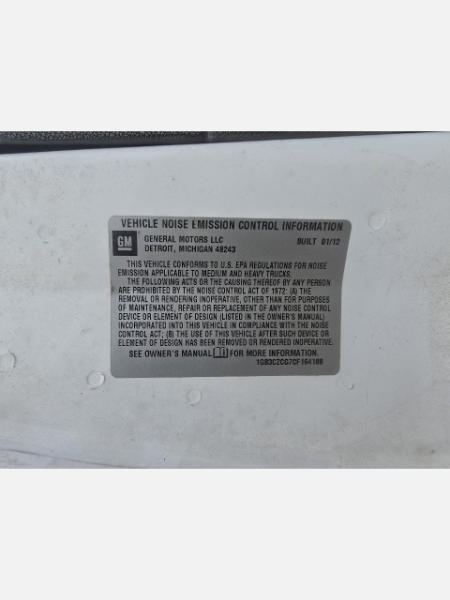 VEHICLE NOISE EMISSION CONTROL INFORMATION
GM GENERAL MOTORS LLC BUILT 01/12
DETROIT, MICHIGAN 48243
THIS VEHICLE CONFORMS TO U.S. EPA REGULATIONS FOR NOISE
EMISSION APPLICABLE TO MEDIUM AND HEAVY TRUCKS.
THE FOLLOWING ACTS OR THE CAUSING THEREOF BY ANY PERSON
ARE PROHIBITED BY THE NOISE CONTROL ACT OF 1972: (A) THE
REMOVAL OR RENDERING INOPERATIVE, OTHER THAN FOR PURPOSES
OF MAINTENANCE, REPAIR OR REPLACEMENT OF ANY NOISE CONTROL
DEVICE OR ELEMENT OF DESIGN (LISTED IN THE OWNER'S MANUAL)
INCORPORATED INTO THIS VEHICLE IN COMPLIANCE WITH THE NOISE
CONTROL ACT; (B) THE USE OF THIS VEHICLE AFTER SUCH DEVICE OR
ELEMENT OF DESIGN HAS BEEN REMOVED OR RENDERED INOPERATIVE.
SEE OWNER'S MANUAL FOR MORE INFORMATION.